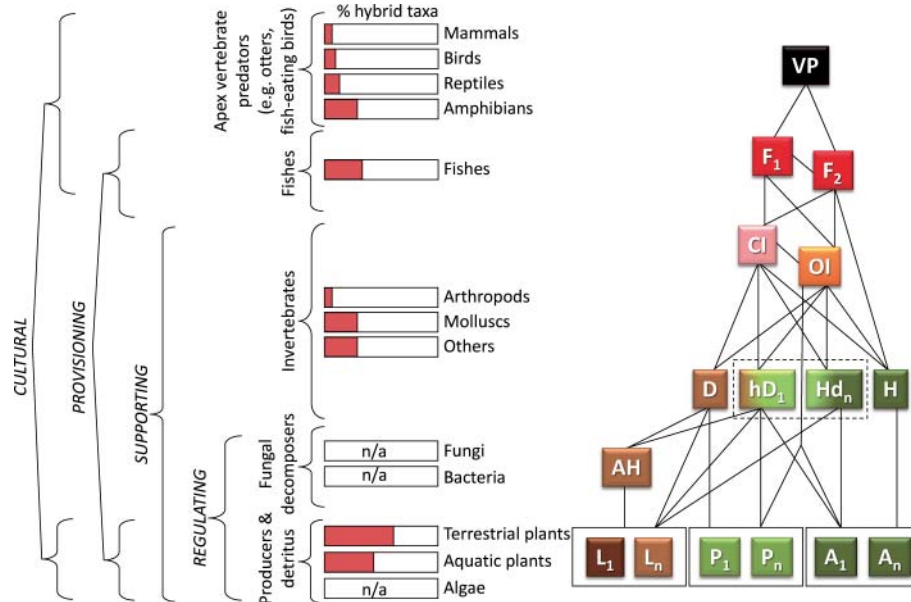 % hybrid taxa
CULTURAL
PROVISIONING
SUPPORTING
REGULATING
Apex vertebrate
predators
(e.g. otters,
fish-eating birds)
Mammals
Birds
Reptiles
Amphibians
Fishes
Fishes
Invertebrates
Arthropods
Molluscs
Others
Fungal
decomposers
n/a Fungi
n/a Bacteria
Producers &
detritus
Terrestrial plants
Aquatic plants
n/a Algae
VP
F1
F2
CI
OI
D hD1 Hdn H
AH
L1 Ln P1 Pn A1 An